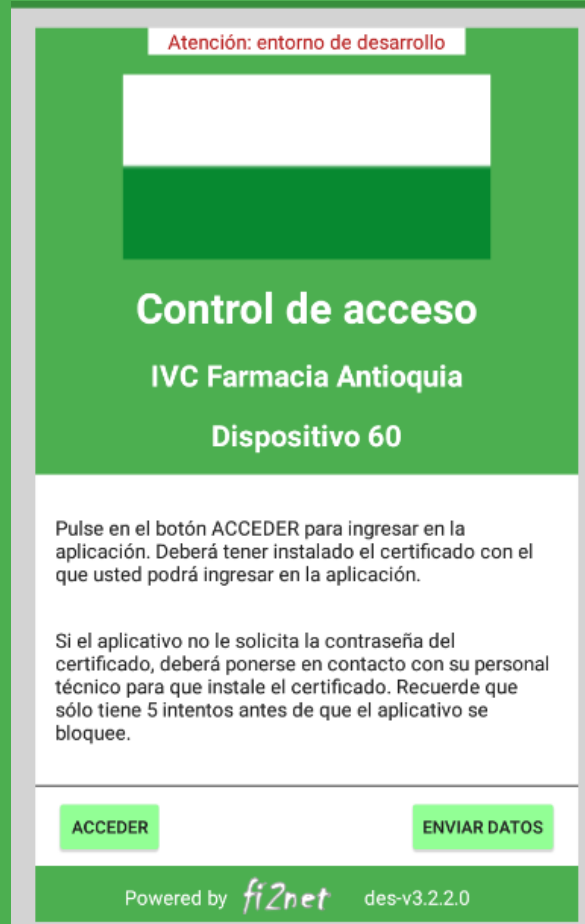 Atención: entorno de desarrollo
Control de acceso
IVC Farmacia Antioquia
Dispositivo 60
Pulse en el botón ACCEDER para ingresar en la
aplicación. Deberá tener instalado el certificado con el
que usted podrá ingresar en la aplicación.
Si el aplicativo no le solicita la contraseña del
certificado, deberá ponerse en contacto con su personal
técnico para que instale el certificado. Recuerde que
sólo tiene 5 intentos antes de que el aplicativo se
bloquee.
ACCEDER ENVIAR DATOS
Powered by fi2net des-v3.2.2.0